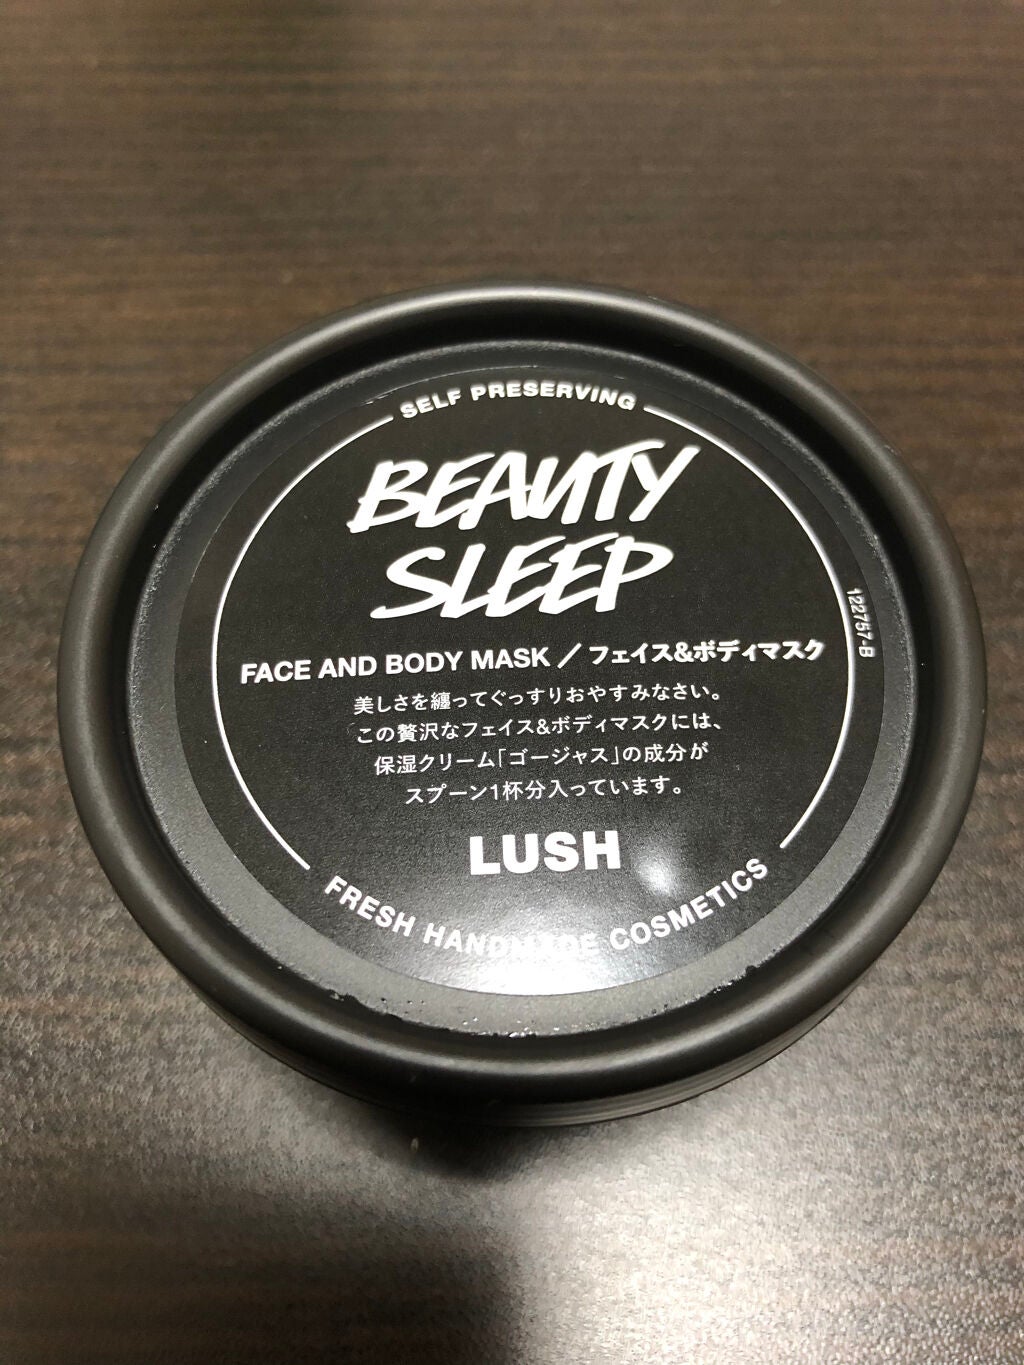 SELF PRESERVING
BEAUTY
SLEEP
FACE AND BODY MASK／フェイス&ボディマスク
美しさを纏ってぐっすりおやすみなさい。
この贅沢なフェイス&ボディマスクには、
保湿クリーム「ゴージャス」の成分が
スプーン1杯分入っています。
LUSH
FRESH HANDMADE COSMETICS
122757-B